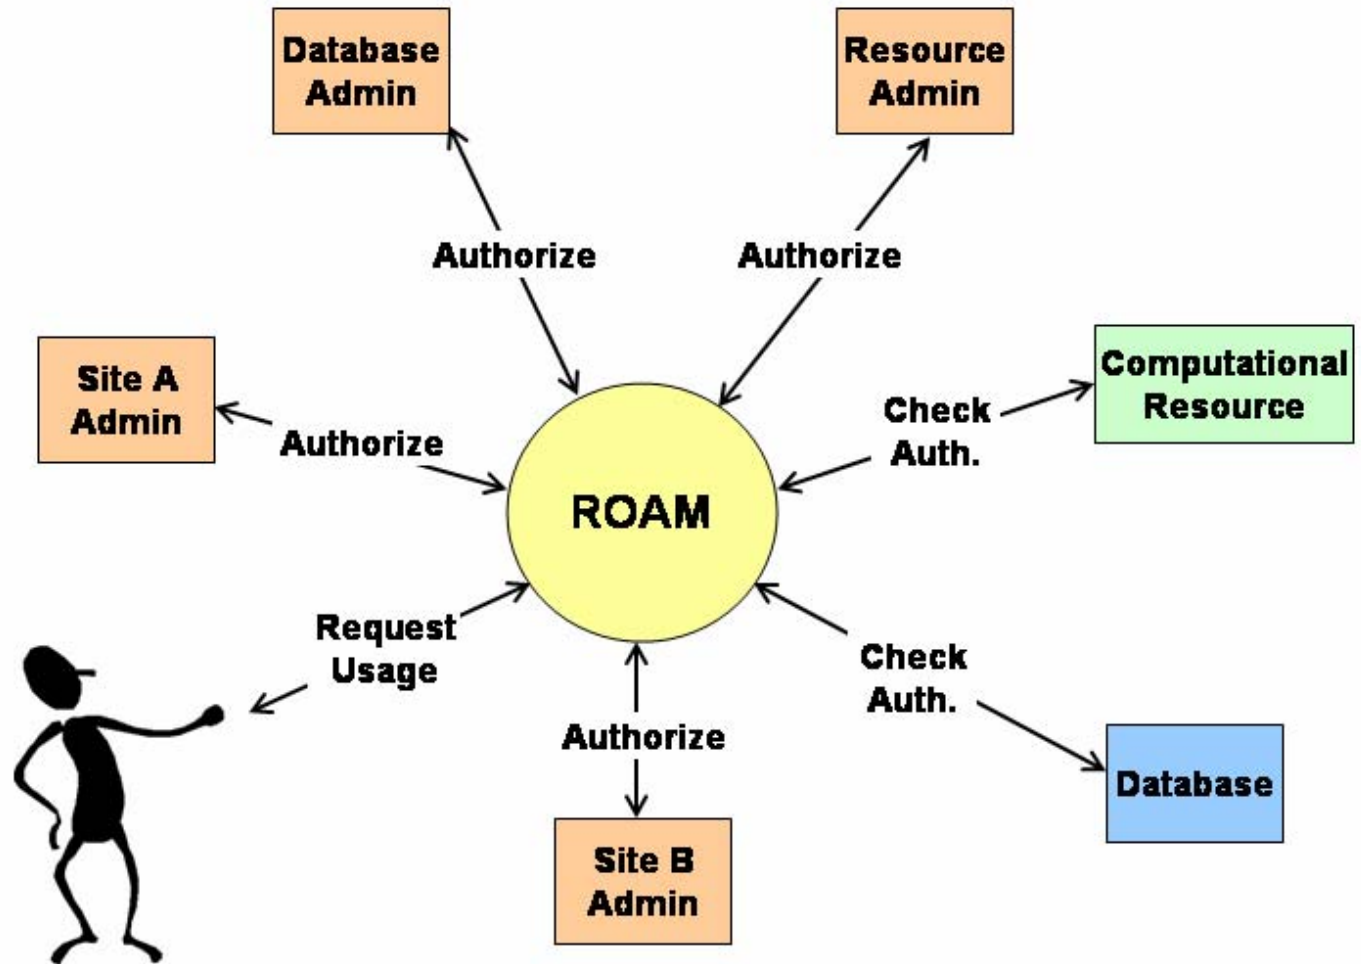 Database
Admin
Resource
Admin
Authorize
Authorize
Site A
Admin
Authorize
Computational
Resource
Check
Auth.
ROAM
Request
Usage
Check
Auth.
Authorize
Database
Site B
Admin